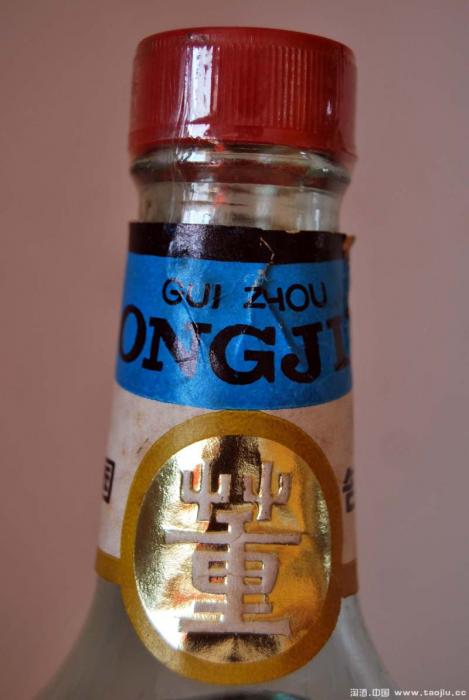 GUI ZHOU
ONGJI
董
淘酒.中国 www.taojiu.cc